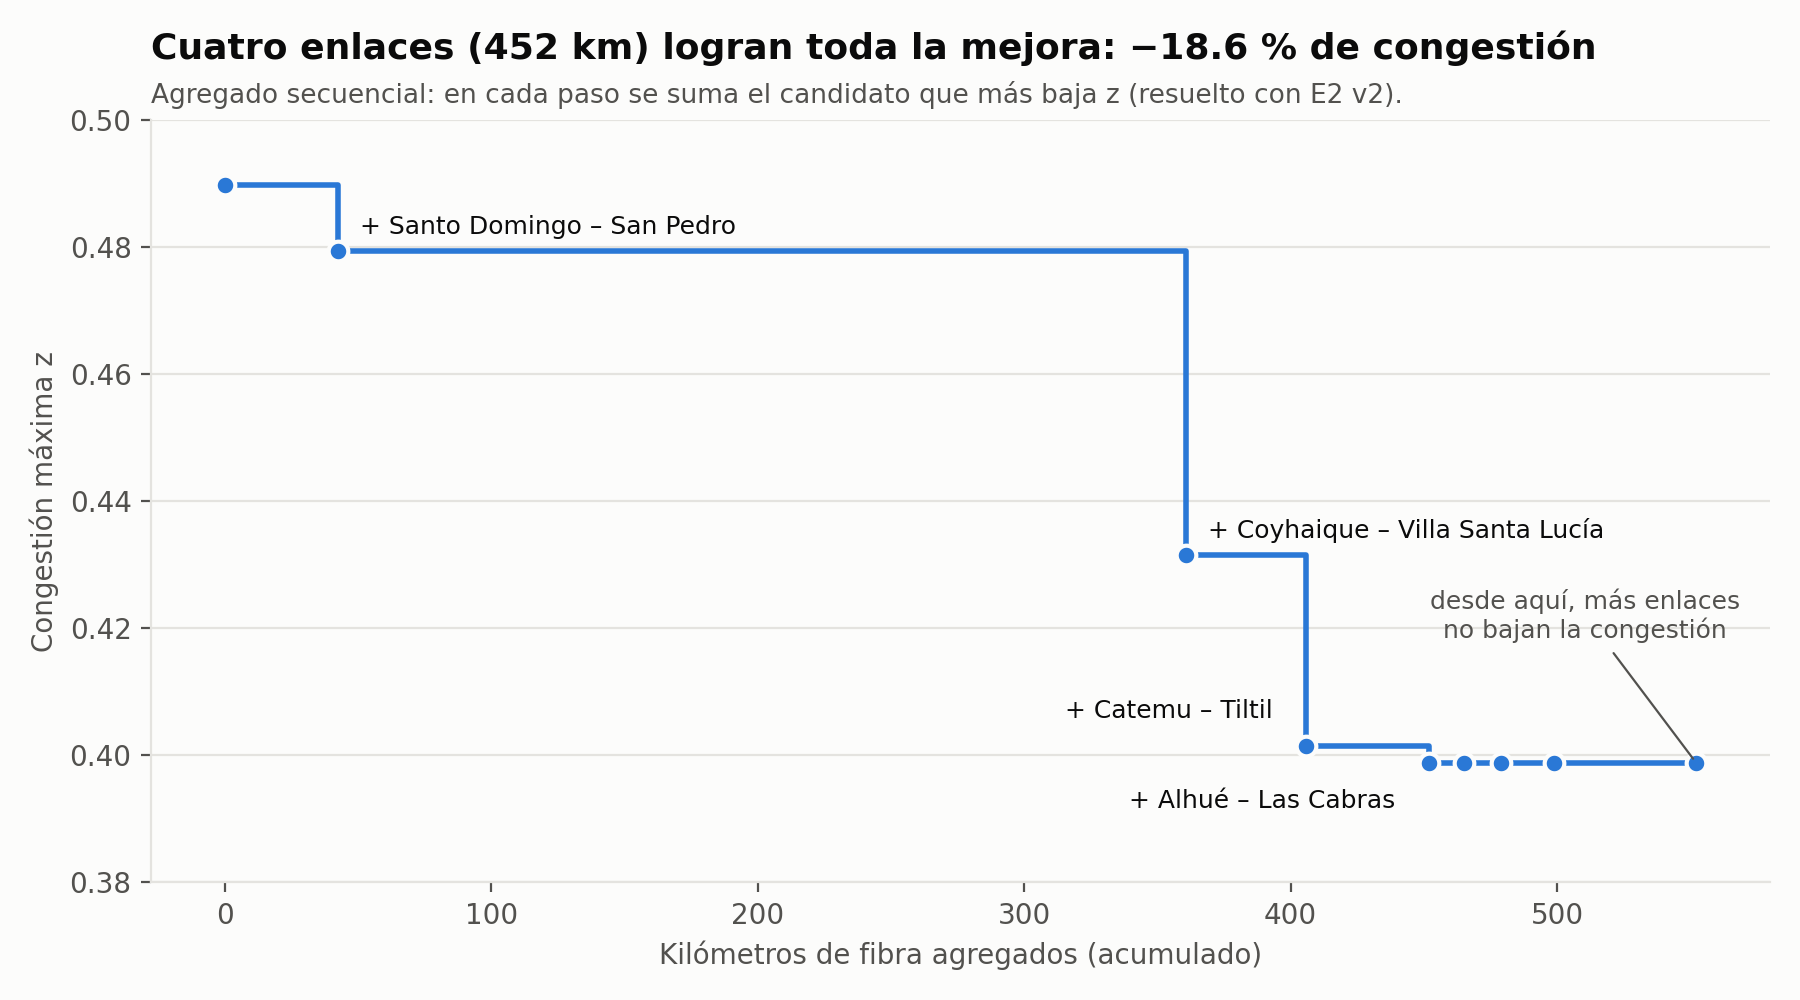 Cuatro enlaces (452 km) logran toda la mejora: −18.6 % de congestión
Agregado secuencial: en cada paso se suma el candidato que más baja z (resuelto con E2 v2).
Congestión máxima z
0.50
0.48
0.46
0.44
0.42
0.40
0.38
+ Santo Domingo – San Pedro
+ Coyhaique – Villa Santa Lucía
desde aquí, más enlaces
no bajan la congestión
+ Catemu – Tiltil
+ Alhué – Las Cabras
0
100
200
300
400
500
Kilómetros de fibra agregados (acumulado)